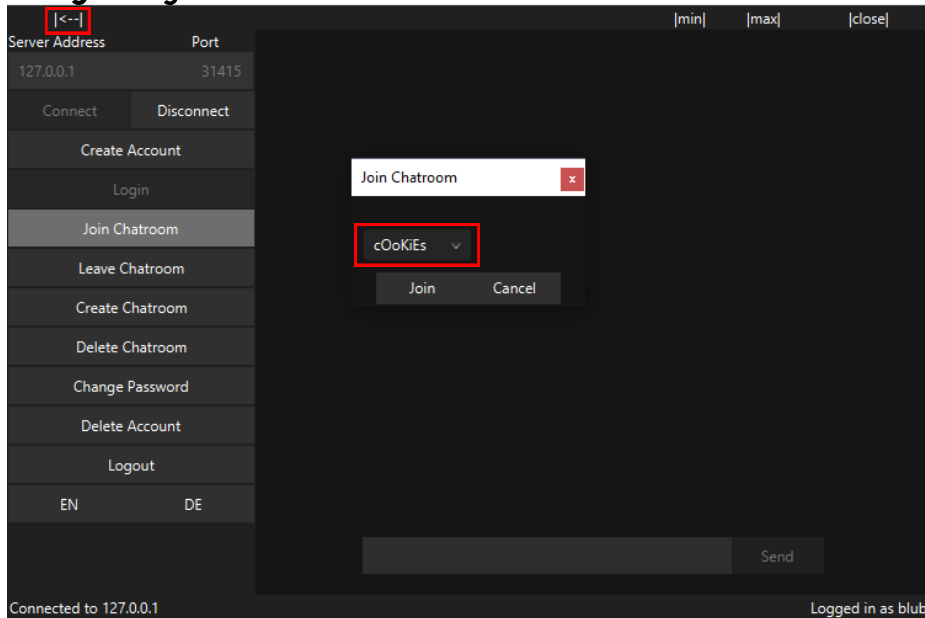 |<--| |min| |max| |close|
Server Address Port
127.0.0.1 31415
Connect Disconnect
Create Account
Login
Join Chatroom
Leave Chatroom
Create Chatroom
Delete Chatroom
Change Password
Delete Account
Logout
EN DE
Join Chatroom x
cOoKiEs
Join Cancel
Send
Connected to 127.0.0.1 Logged in as blub